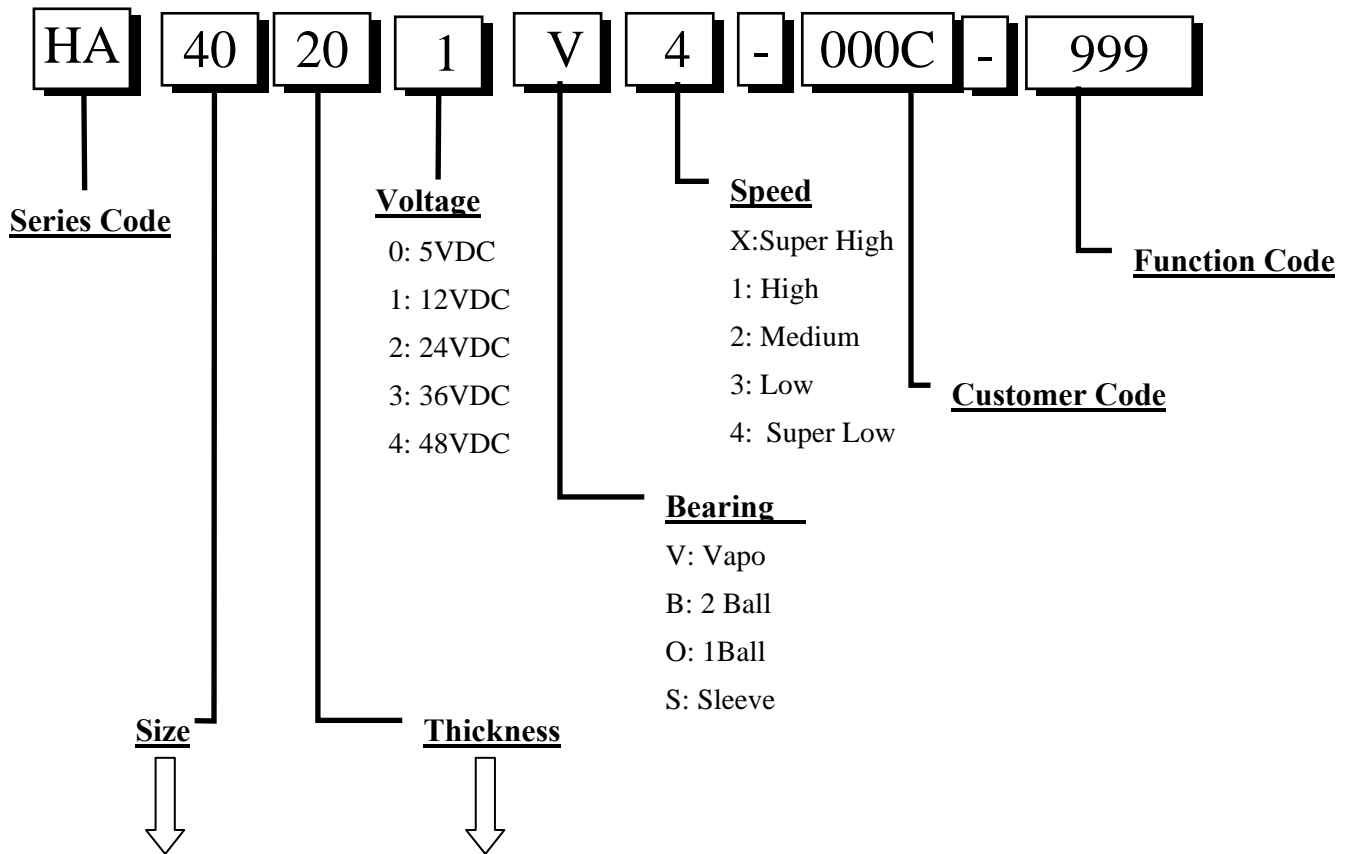 HA 40 20 1 V 4 - 000C - 999
Series Code
Voltage
0: 5VDC
1: 12VDC
2: 24VDC
3: 36VDC
4: 48VDC
Speed
X:Super High
1: High
2: Medium
3: Low
4: Super Low
Function Code
Customer Code
Bearing
V: Vapo
B: 2 Ball
O: 1Ball
S: Sleeve
Size
Thickness